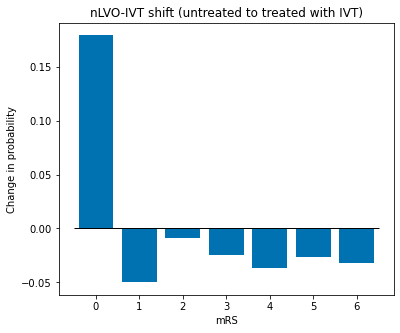 nLVO-IVT shift (untreated to treated with IVT)
Change in probability
0.15
0.10
0.05
0.00
−0.05
0 1 2 3 4 5 6
mRS